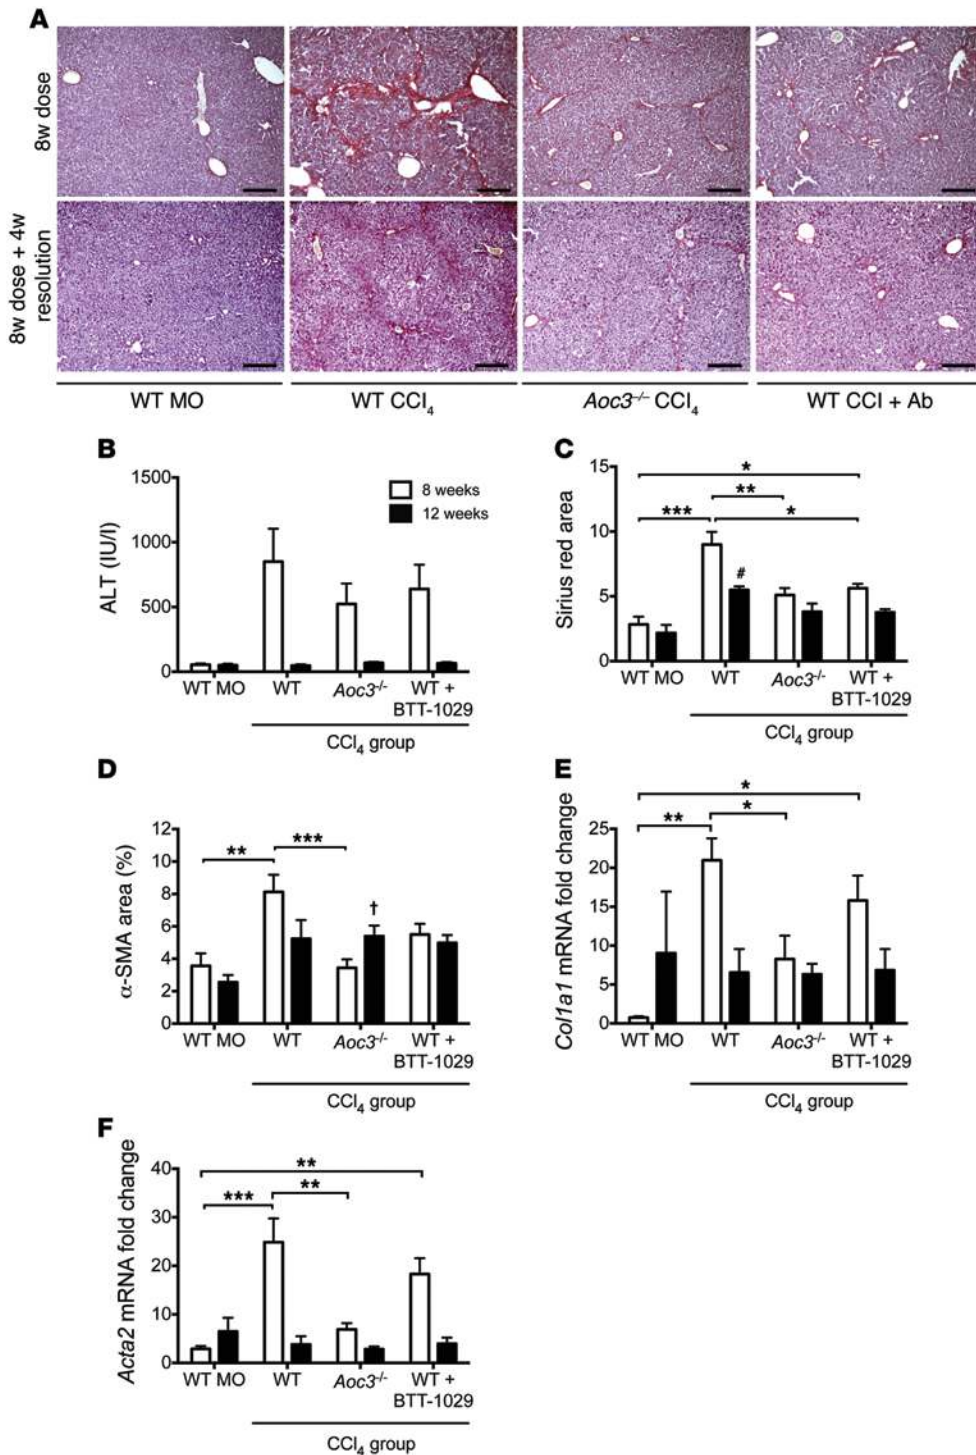 A
8w dose
8w dose + 4w
resolution
WT MO
WT CCl4
Aoc3–/– CCl4
WT CCl + Ab
B
ALT (IU/l)
1500
1000
500
0
8 weeks
12 weeks
WT MO
WT
Aoc3-/-
WT +
BTT-1029
CCl4 group
C
Sirius red area
15
10
5
0
*
**
***
*
#
WT MO
WT
Aoc3-/-
WT +
BTT-1029
CCl4 group
D
α-SMA area (%)
12
10
8
6
4
2
0
***
**
†
WT MO
WT
Aoc3-/-
WT +
BTT-1029
CCl4 group
E
Col1a1 mRNA fold change
25
20
15
10
5
0
*
*
**
WT MO
WT
Aoc3-/-
WT +
BTT-1029
CCl4 group
F
Acta2 mRNA fold change
40
30
20
10
0
**
**
***
WT MO
WT
Aoc3-/-
WT +
BTT-1029
CCl4 group